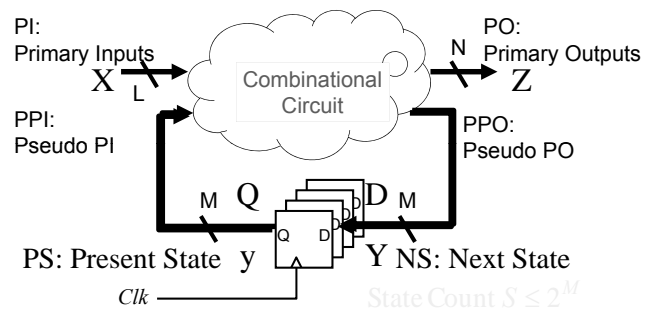 PI:
Primary Inputs
X
L
PPI:
Pseudo PI
Combinational
Circuit
N
PO:
Primary Outputs
Z
PPO:
Pseudo PO
M
Q
D
M
Q
D
D
D
D
PS: Present State
y
Y
NS: Next State
Clk
State Count S ≤ 2^M